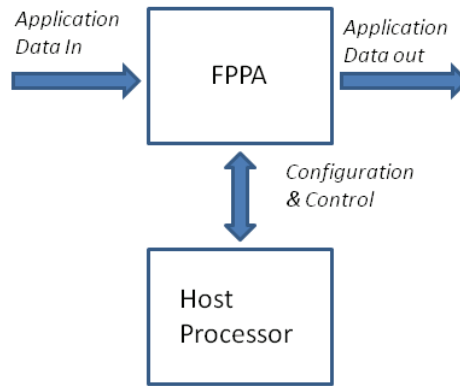 Application
Data In
FPPA
Application
Data out
Configuration
& Control
Host
Processor